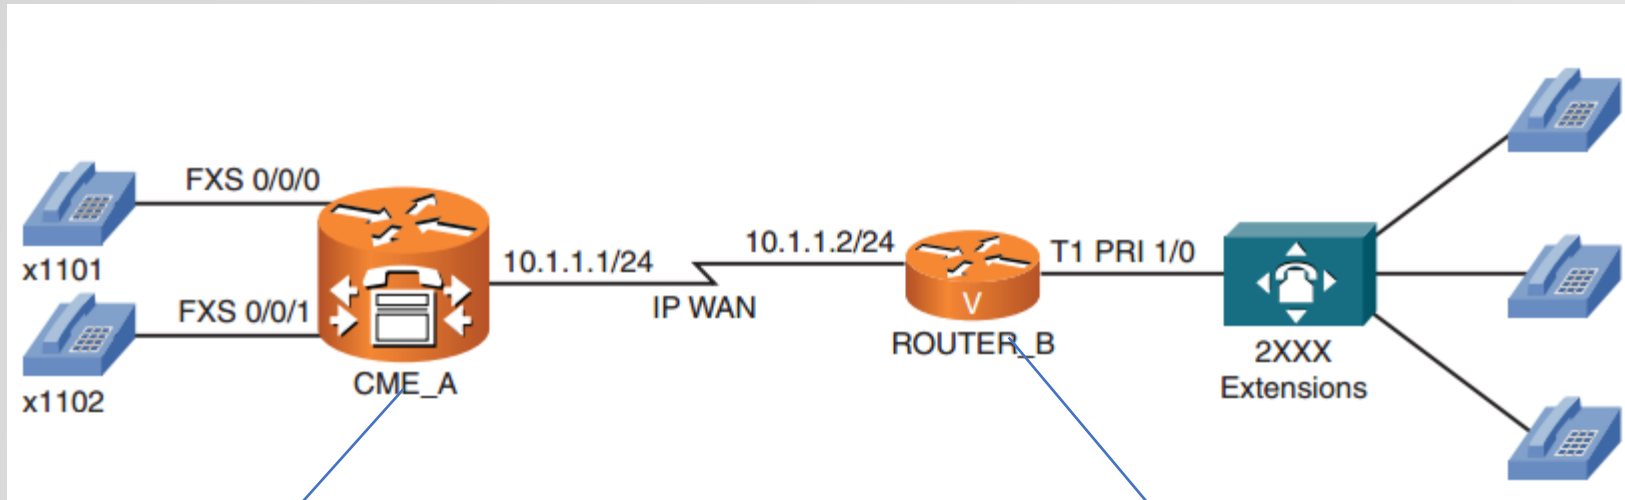 FXS 0/0/0
x1101
FXS 0/0/1
x1102
CME_A
10.1.1.1/24
IP WAN
10.1.1.2/24
V
ROUTER_B
T1 PRI 1/0
2XXX
Extensions